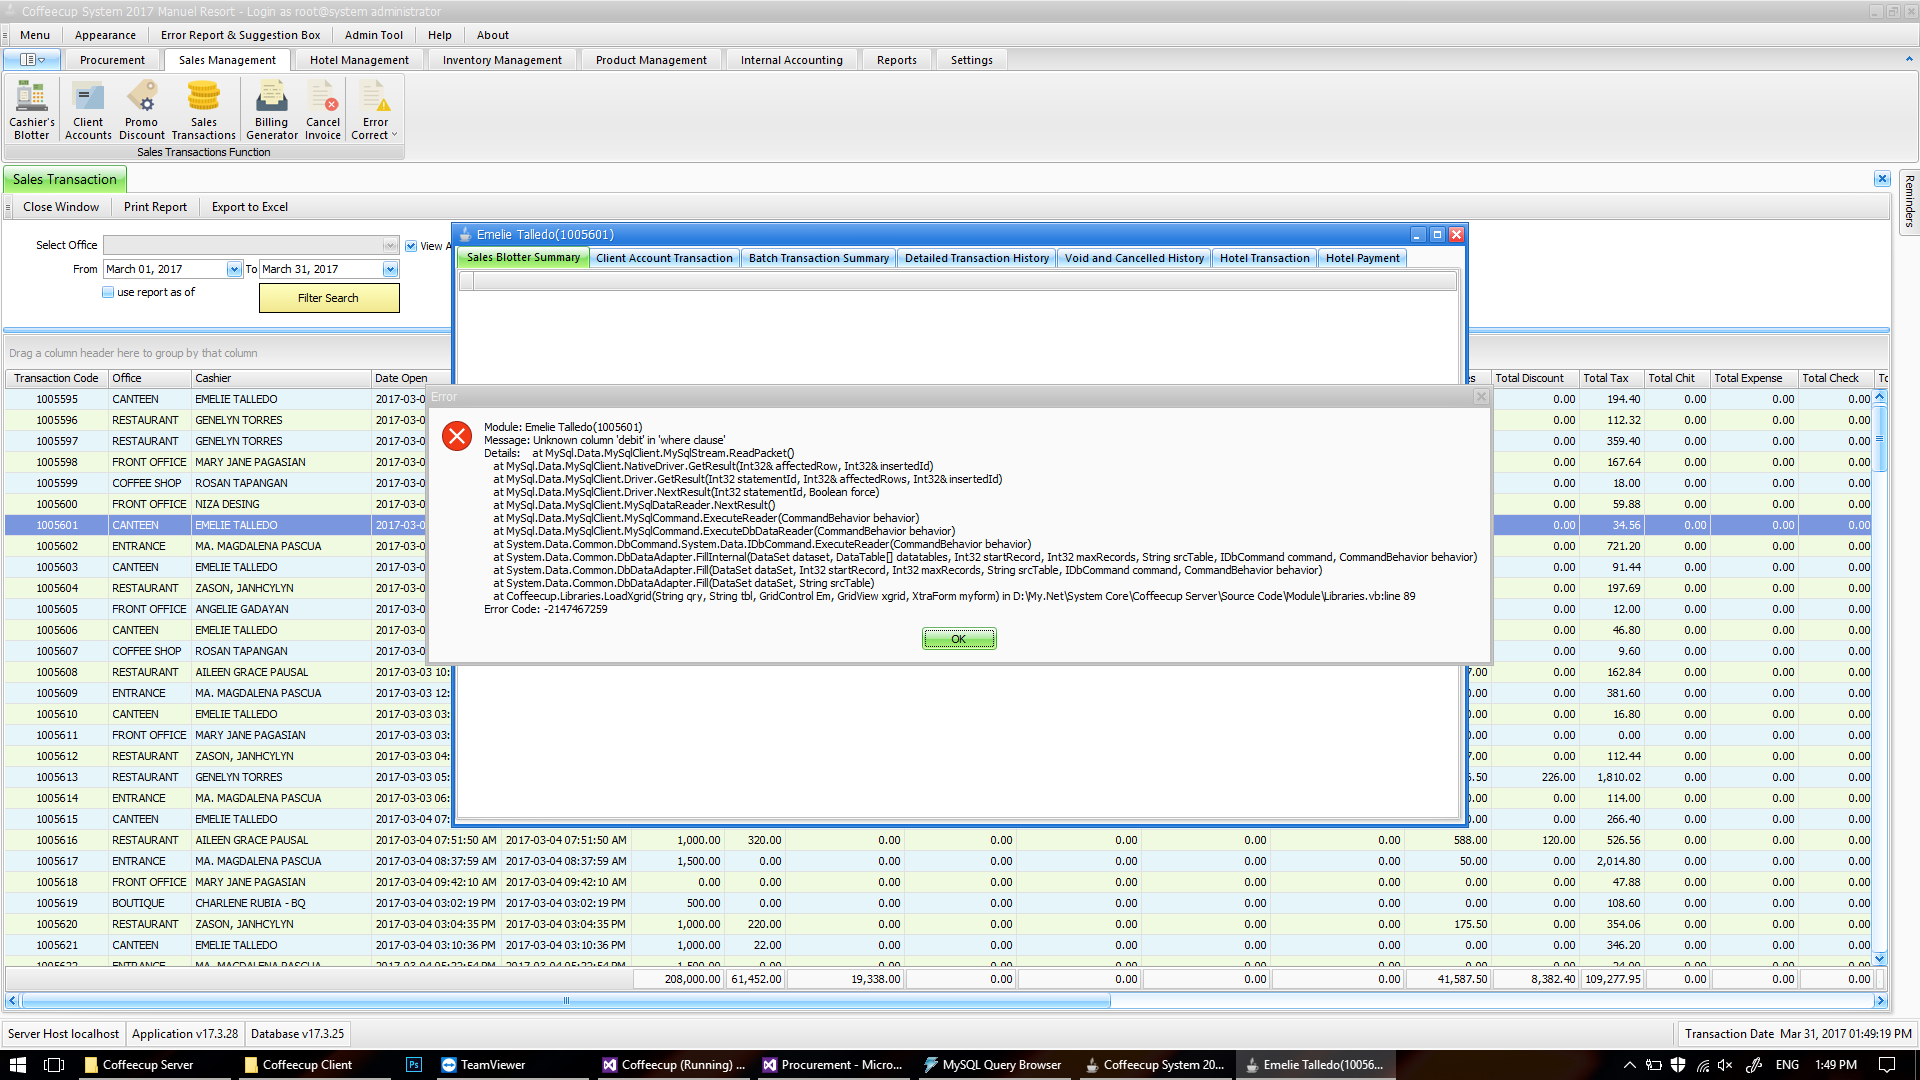 Coffeecup System 2017 Manuel Resort - Login as root@system administrator
Menu Appearance Error Report & Suggestion Box Admin Tool Help About
Procurement Sales Management Hotel Management Inventory Management Product Management Internal Accounting Reports Settings
Cashier's Blotter Client Accounts Promo Discount Sales Transactions Billing Generator Cancel Invoice Error Correct
Sales Transactions Function
Sales Transaction
Reminders
Close Window Print Report Export to Excel
Select Office View A
From March 01, 2017 To March 31, 2017
use report as of Filter Search
Emelie Talledo(1005601)
Sales Blotter Summary Client Account Transaction Batch Transaction Summary Detailed Transaction History Void and Cancelled History Hotel Transaction Hotel Payment
Drag a column header here to group by that column
Transaction Code Office Cashier Date Open es Total Discount Total Tax Total Chit Total Expense Total Check To
Error
Module: Emelie Talledo(1005601)
Message: Unknown column 'debit' in 'where clause'
Details: at MySql.Data.MySqlClient.MySqlStream.ReadPacket()
at MySql.Data.MySqlClient.NativeDriver.GetResult(Int32& affectedRow, Int32& insertedId)
at MySql.Data.MySqlClient.Driver.GetResult(Int32 statementId, Int32& affectedRows, Int32& insertedId)
at MySql.Data.MySqlClient.Driver.NextResult(Int32 statementId, Boolean force)
at MySql.Data.MySqlClient.MySqlDataReader.NextResult()
at MySql.Data.MySqlClient.MySqlCommand.ExecuteReader(CommandBehavior behavior)
at MySql.Data.MySqlClient.MySqlCommand.ExecuteDbDataReader(CommandBehavior behavior)
at System.Data.Common.DbCommand.System.Data.IDbCommand.ExecuteReader(CommandBehavior behavior)
at System.Data.Common.DbDataAdapter.FillInternal(DataSet dataset, DataTable[] datatables, Int32 startRecord, Int32 maxRecords, String srcTable, IDbCommand command, CommandBehavior behavior)
at System.Data.Common.DbDataAdapter.Fill(DataSet dataSet, Int32 startRecord, Int32 maxRecords, String srcTable, IDbCommand command, CommandBehavior behavior)
at System.Data.Common.DbDataAdapter.Fill(DataSet dataSet, String srcTable)
at Coffeecup.Libraries.LoadXgrid(String qry, String tbl, GridControl Em, GridView xgrid, XtraForm myform) in D:\My.Net\System Core\Coffeecup Server\Source Code\Module\Libraries.vb:line 89
Error Code: -2147467259
OK
1005595 CANTEEN EMELIE TALLEDO 2017-03-0 0.00 194.40 0.00 0.00 0.00
1005596 RESTAURANT GENELYN TORRES 2017-03-0 0.00 112.32 0.00 0.00 0.00
1005597 RESTAURANT GENELYN TORRES 2017-03-0 0.00 359.40 0.00 0.00 0.00
1005598 FRONT OFFICE MARY JANE PAGASIAN 2017-03-0 0.00 167.64 0.00 0.00 0.00
1005599 COFFEE SHOP ROSAN TAPANGAN 2017-03-0 0.00 18.00 0.00 0.00 0.00
1005600 FRONT OFFICE NIZA DESING 2017-03-0 0.00 59.88 0.00 0.00 0.00
1005601 CANTEEN EMELIE TALLEDO 2017-03-0 0.00 34.56 0.00 0.00 0.00
1005602 ENTRANCE MA. MAGDALENA PASCUA 2017-03-0 0.00 721.20 0.00 0.00 0.00
1005603 CANTEEN EMELIE TALLEDO 2017-03-0 0.00 91.44 0.00 0.00 0.00
1005604 RESTAURANT ZASON, JANHCYLYN 2017-03-0 0.00 197.69 0.00 0.00 0.00
1005605 FRONT OFFICE ANGELIE GADAYAN 2017-03-0 0.00 12.00 0.00 0.00 0.00
1005606 CANTEEN EMELIE TALLEDO 2017-03-0 0.00 46.80 0.00 0.00 0.00
1005607 COFFEE SHOP ROSAN TAPANGAN 2017-03-0 0.00 9.60 0.00 0.00 0.00
1005608 RESTAURANT AILEEN GRACE PAUSAL 2017-03-03 10: 7.00 0.00 162.84 0.00 0.00 0.00
1005609 ENTRANCE MA. MAGDALENA PASCUA 2017-03-03 12: 0.00 0.00 381.60 0.00 0.00 0.00
1005610 CANTEEN EMELIE TALLEDO 2017-03-03 03: 0.00 0.00 16.80 0.00 0.00 0.00
1005611 FRONT OFFICE MARY JANE PAGASIAN 2017-03-03 03: 0.00 0.00 0.00 0.00 0.00 0.00
1005612 RESTAURANT ZASON, JANHCYLYN 2017-03-03 04: 7.00 0.00 112.44 0.00 0.00 0.00
1005613 RESTAURANT GENELYN TORRES 2017-03-03 05: .50 226.00 1,810.02 0.00 0.00 0.00
1005614 ENTRANCE MA. MAGDALENA PASCUA 2017-03-03 06: 0.00 0.00 114.00 0.00 0.00 0.00
1005615 CANTEEN EMELIE TALLEDO 2017-03-04 07: 0.00 0.00 266.40 0.00 0.00 0.00
1005616 RESTAURANT AILEEN GRACE PAUSAL 2017-03-04 07:51:50 AM 2017-03-04 07:51:50 AM 1,000.00 320.00 0.00 0.00 0.00 0.00 0.00 588.00 120.00 526.56 0.00 0.00 0.00
1005617 ENTRANCE MA. MAGDALENA PASCUA 2017-03-04 08:37:59 AM 2017-03-04 08:37:59 AM 1,500.00 0.00 0.00 0.00 0.00 0.00 0.00 50.00 0.00 2,014.80 0.00 0.00 0.00
1005618 FRONT OFFICE MARY JANE PAGASIAN 2017-03-04 09:42:10 AM 2017-03-04 09:42:10 AM 0.00 0.00 0.00 0.00 0.00 0.00 0.00 0.00 0.00 47.88 0.00 0.00 0.00
1005619 BOUTIQUE CHARLENE RUBIA - BQ 2017-03-04 03:02:19 PM 2017-03-04 03:02:19 PM 500.00 0.00 0.00 0.00 0.00 0.00 0.00 0.00 0.00 108.60 0.00 0.00 0.00
1005620 RESTAURANT ZASON, JANHCYLYN 2017-03-04 03:04:35 PM 2017-03-04 03:04:35 PM 1,000.00 220.00 0.00 0.00 0.00 0.00 0.00 175.50 0.00 354.06 0.00 0.00 0.00
1005621 CANTEEN EMELIE TALLEDO 2017-03-04 03:10:36 PM 2017-03-04 03:10:36 PM 1,000.00 22.00 0.00 0.00 0.00 0.00 0.00 0.00 0.00 346.20 0.00 0.00 0.00
1005622 ENTRANCE MA. MAGDALENA PASCUA
208,000.00 61,452.00 19,338.00 0.00 0.00 0.00 0.00 41,587.50 8,382.40 109,277.95 0.00 0.00 0.00
Server Host localhost Application v17.3.28 Database v17.3.25 Transaction Date Mar 31, 2017 01:49:19 PM
Coffeecup Server Coffeecup Client Ps TeamViewer Coffeecup (Running) ... Procurement - Micro... MySQL Query Browser Coffeecup System 20... Emelie Talledo(10056... ENG 1:49 PM